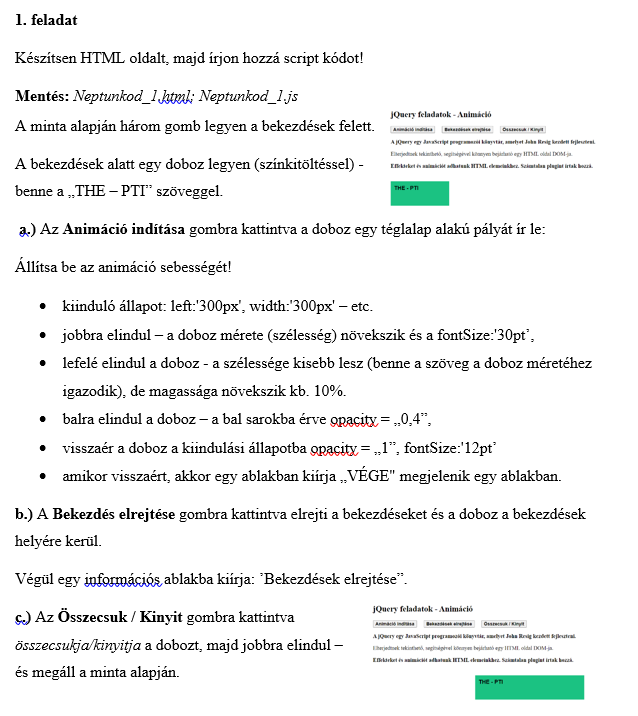 1. feladat
Készítsen HTML oldalt, majd írjon hozzá script kódot!
Mentés: Neptunkod_1.html; Neptunkod_1.js
A minta alapján három gomb legyen a bekezdések felett.
A bekezdések alatt egy doboz legyen (színkitöltéssel) -
benne a „THE – PTI” szöveggel.
jQuery feladatok - Animáció
Animáció indítása Bekezdések elrejtése Összecsuk / Kinyit
A jQuery egy JavaScript programozói könyvtár, amelyet John Resig kezdett fejleszteni.
Elterjedtnek tekinthető, segítségével könnyen bejárható egy HTML oldal DOM-ja.
Effekteket és animációt adhatunk HTML elemeinkhez. Számtalan plugint írtak hozzá.
THE - PTI
a.) Az Animáció indítása gombra kattintva a doboz egy téglalap alakú pályát ír le:
Állítsa be az animáció sebességét!
• kiinduló állapot: left:'300px', width:'300px' – etc.
• jobbra elindul – a doboz mérete (szélesség) növekszik és a fontSize:'30pt’,
• lefelé elindul a doboz - a szélessége kisebb lesz (benne a szöveg a doboz méretéhez
igazodik), de magassága növekszik kb. 10%.
• balra elindul a doboz – a bal sarokba érve opacity = „0,4”,
• visszaér a doboz a kiindulási állapotba opacity = „1”, fontSize:'12pt’
• amikor visszaért, akkor egy ablakban kiírja „VÉGE" megjelenik egy ablakban.
b.) A Bekezdés elrejtése gombra kattintva elrejti a bekezdéseket és a doboz a bekezdések
helyére kerül.
Végül egy információs ablakba kiírja: ’Bekezdések elrejtése”.
c.) Az Összecsuk / Kinyit gombra kattintva
összecsukja/kinyitja a dobozt, majd jobbra elindul –
és megáll a minta alapján.
jQuery feladatok - Animáció
Animáció indítása Bekezdések elrejtése Összecsuk / Kinyit
A jQuery egy JavaScript programozói könyvtár, amelyet John Resig kezdett fejleszteni.
Elterjedtnek tekinthető, segítségével könnyen bejárható egy HTML oldal DOM-ja.
Effekteket és animációt adhatunk HTML elemeinkhez. Számtalan plugint írtak hozzá.
THE - PTI